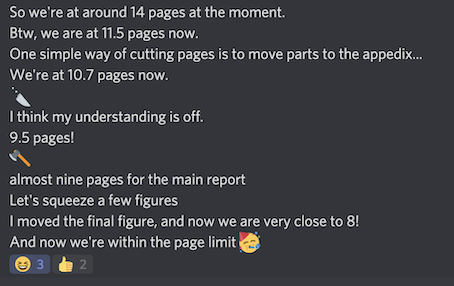 So we're at around 14 pages at the moment.
Btw, we are at 11.5 pages now.
One simple way of cutting pages is to move parts to the appedix...
We're at 10.7 pages now.
🔪
I think my understanding is off.
9.5 pages!
🪓
almost nine pages for the main report
Let's squeeze a few figures
I moved the final figure, and now we are very close to 8!
And now we're within the page limit 🥳
😆 3 👍 2